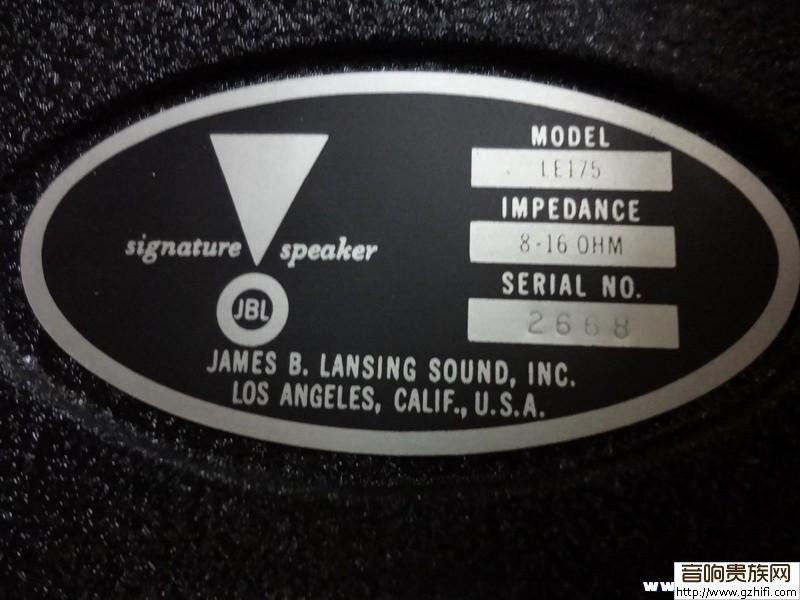 MODEL
LE175
IMPEDANCE
8-16 OHM
signature speaker
SERIAL NO.
2668
JBL
JAMES B. LANSING SOUND, INC.
LOS ANGELES, CALIF., U.S.A.
音响贵族网
http://www.gzhifi.com